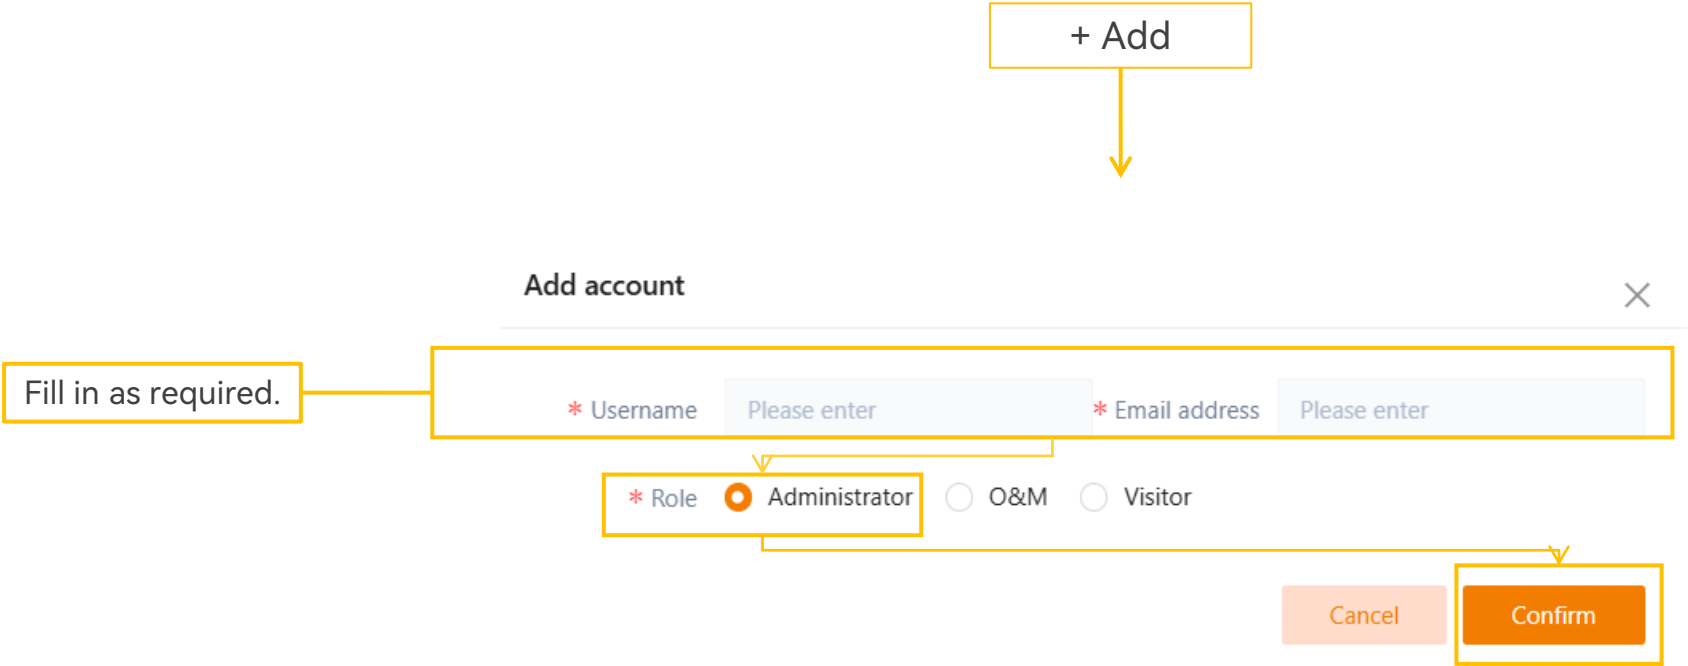 + Add
Add account
Fill in as required.
* Username Please enter * Email address Please enter
* Role Administrator O&M Visitor
Cancel Confirm